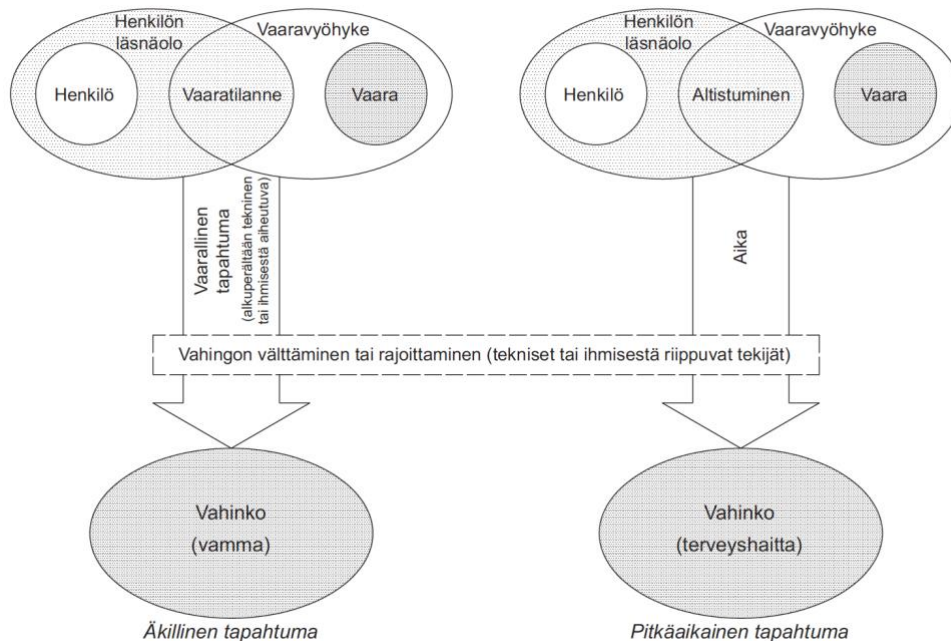 Henkilön
läsnäolo
Vaaravyöhyke
Henkilö
Vaaratilanne
Vaara
Vaarallinen
tapahtuma
(alkuperältään tekninen
tai ihmisestä aiheutuva)
Henkilön
läsnäolo
Vaaravyöhyke
Henkilö
Altistuminen
Vaara
Aika
Vahingon välttäminen tai rajoittaminen (tekniset tai ihmisestä riippuvat tekijät)
Vahinko
(vamma)
Äkillinen tapahtuma
Vahinko
(terveyshaitta)
Pitkäaikainen tapahtuma